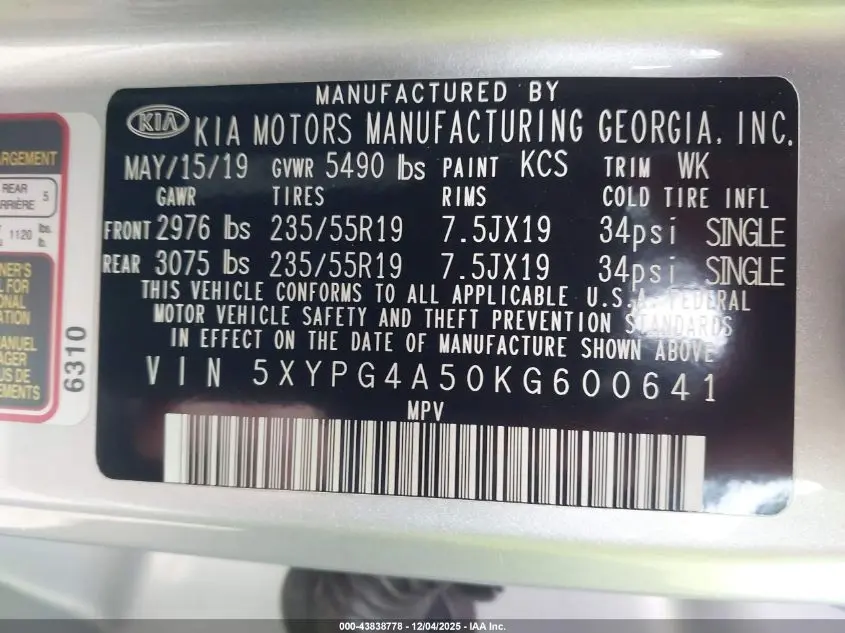 MANUFACTURED BY
KIA KIA MOTORS MANUFACTURING GEORGIA, INC.
MAY/15/19 GVWR 5490 lbs PAINT KCS TRIM WK
GAWR TIRES RIMS COLD TIRE INFL
FRONT 2976 lbs 235/55R19 7.5JX19 34psi SINGLE
REAR 3075 lbs 235/55R19 7.5JX19 34psi SINGLE
THIS VEHICLE CONFORMS TO ALL APPLICABLE U.S.A. FEDERAL
MOTOR VEHICLE SAFETY AND THEFT PREVENTION STANDARDS
IN EFFECT ON THE DATE OF MANUFACTURE SHOWN ABOVE
VIN 5XYPG4A50KG600641
MPV
REAR 5
1120 lbs.
lb.
6310
000-43838778 - 12/04/2025 - IAA Inc.